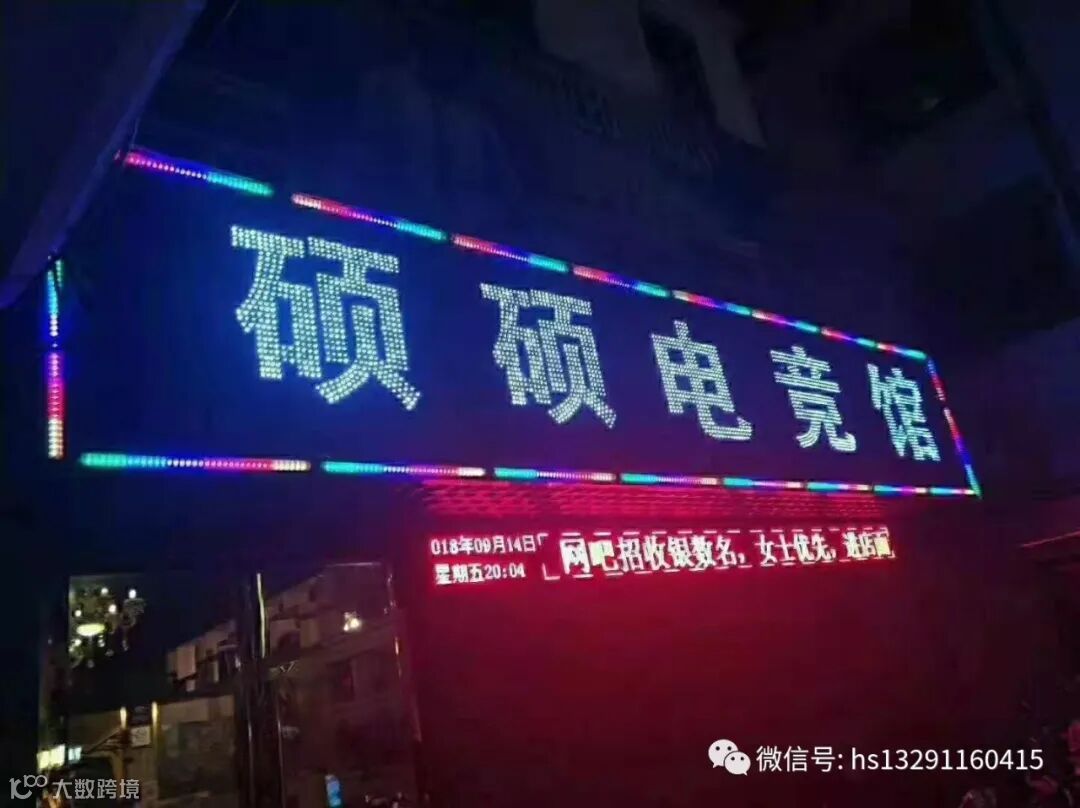 硕硕电竞馆
018年09月14日
星期五20:04
网吧招收银数名，女士优先，进店面
微信号: hs13291160415
大数跨境